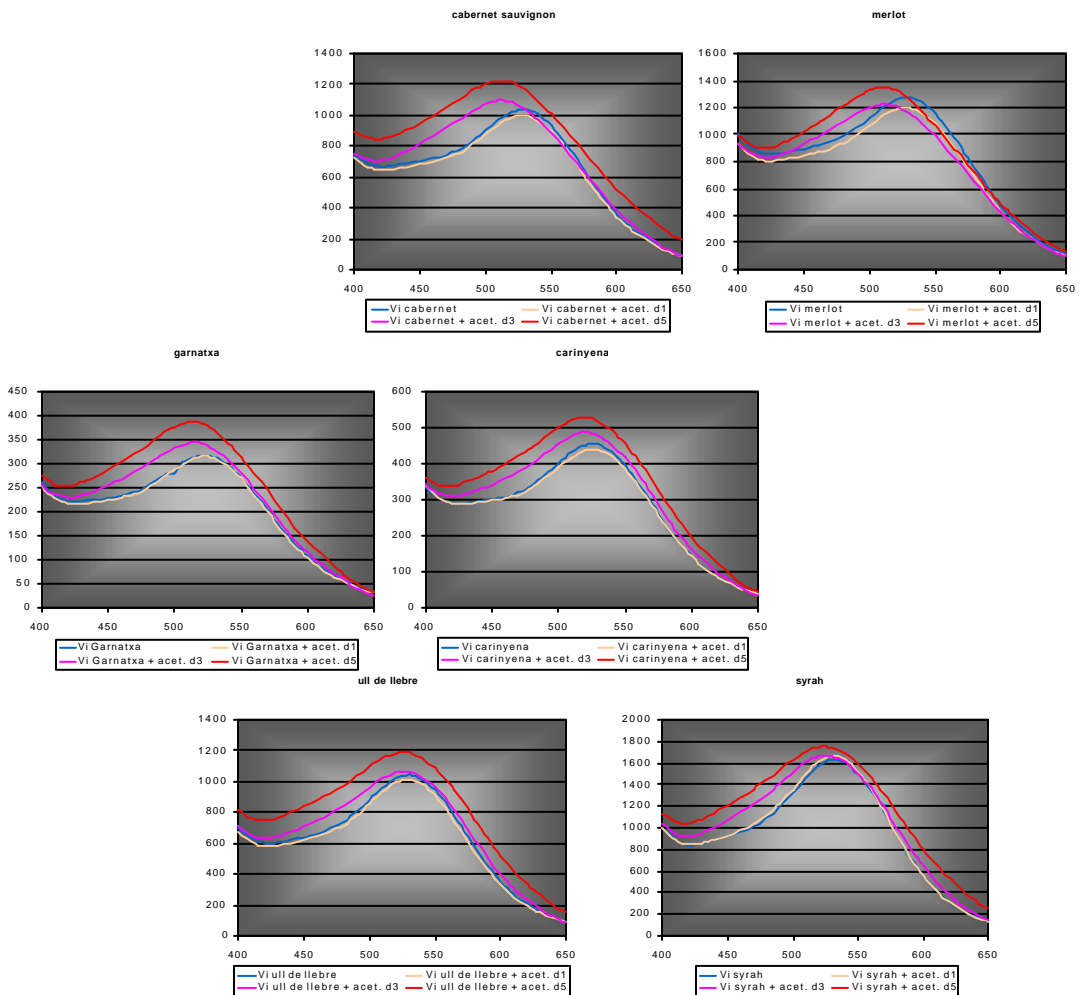 cabernet sauvignon
1400
1200
1000
800
600
400
200
0
400 450 500 550 600 650
Vi cabernet Vi cabernet + acet. d1
Vi cabernet + acet. d3 Vi cabernet + acet. d5
merlot
1600
1400
1200
1000
800
600
400
200
0
400 450 500 550 600 650
Vi merlot Vi merlot + acet. d1
Vi merlot + acet. d3 Vi merlot + acet. d5
garnatxa
450
400
350
300
250
200
150
100
50
0
400 450 500 550 600 650
Vi Garnatxa Vi Garnatxa + acet. d1
Vi Garnatxa + acet. d3 Vi Garnatxa + acet. d5
carinyena
600
500
400
300
200
100
0
400 450 500 550 600 650
Vi carinyena Vi carinyena + acet. d1
Vi carinyena + acet. d3 Vi carinyena + acet. d5
ull de llebre
1400
1200
1000
800
600
400
200
0
400 450 500 550 600 650
Vi ull de llebre Vi ull de llebre + acet. d1
Vi ull de llebre + acet. d3 Vi ull de llebre + acet. d5
syrah
2000
1800
1600
1400
1200
1000
800
600
400
200
0
400 450 500 550 600 650
Vi syrah Vi syrah + acet. d1
Vi syrah + acet. d3 Vi syrah + acet. d5